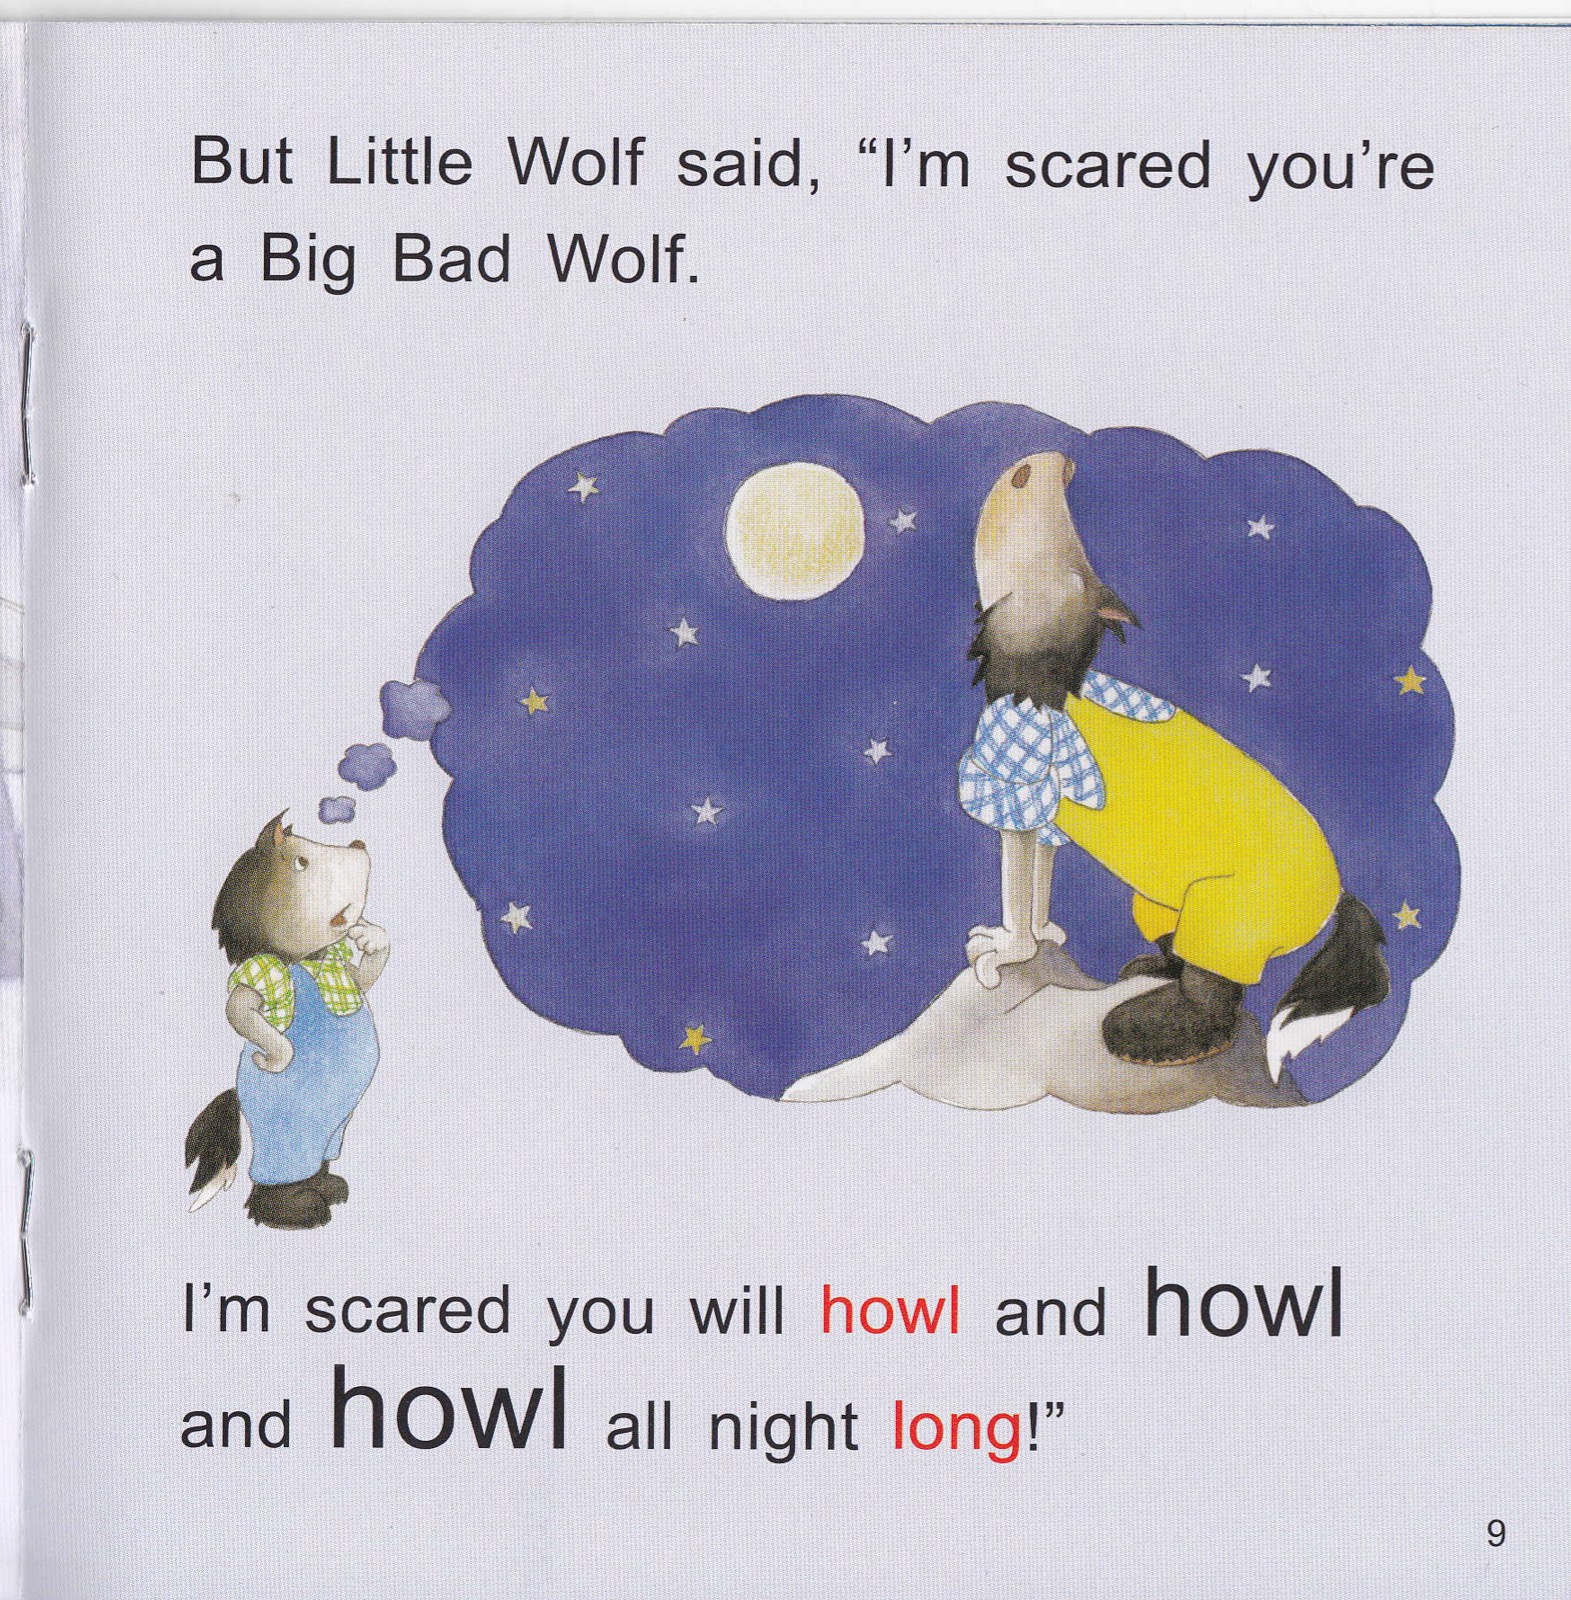 But Little Wolf said, “I’m scared you’re
a Big Bad Wolf.
I’m scared you will howl and howl
and howl all night long!”
9